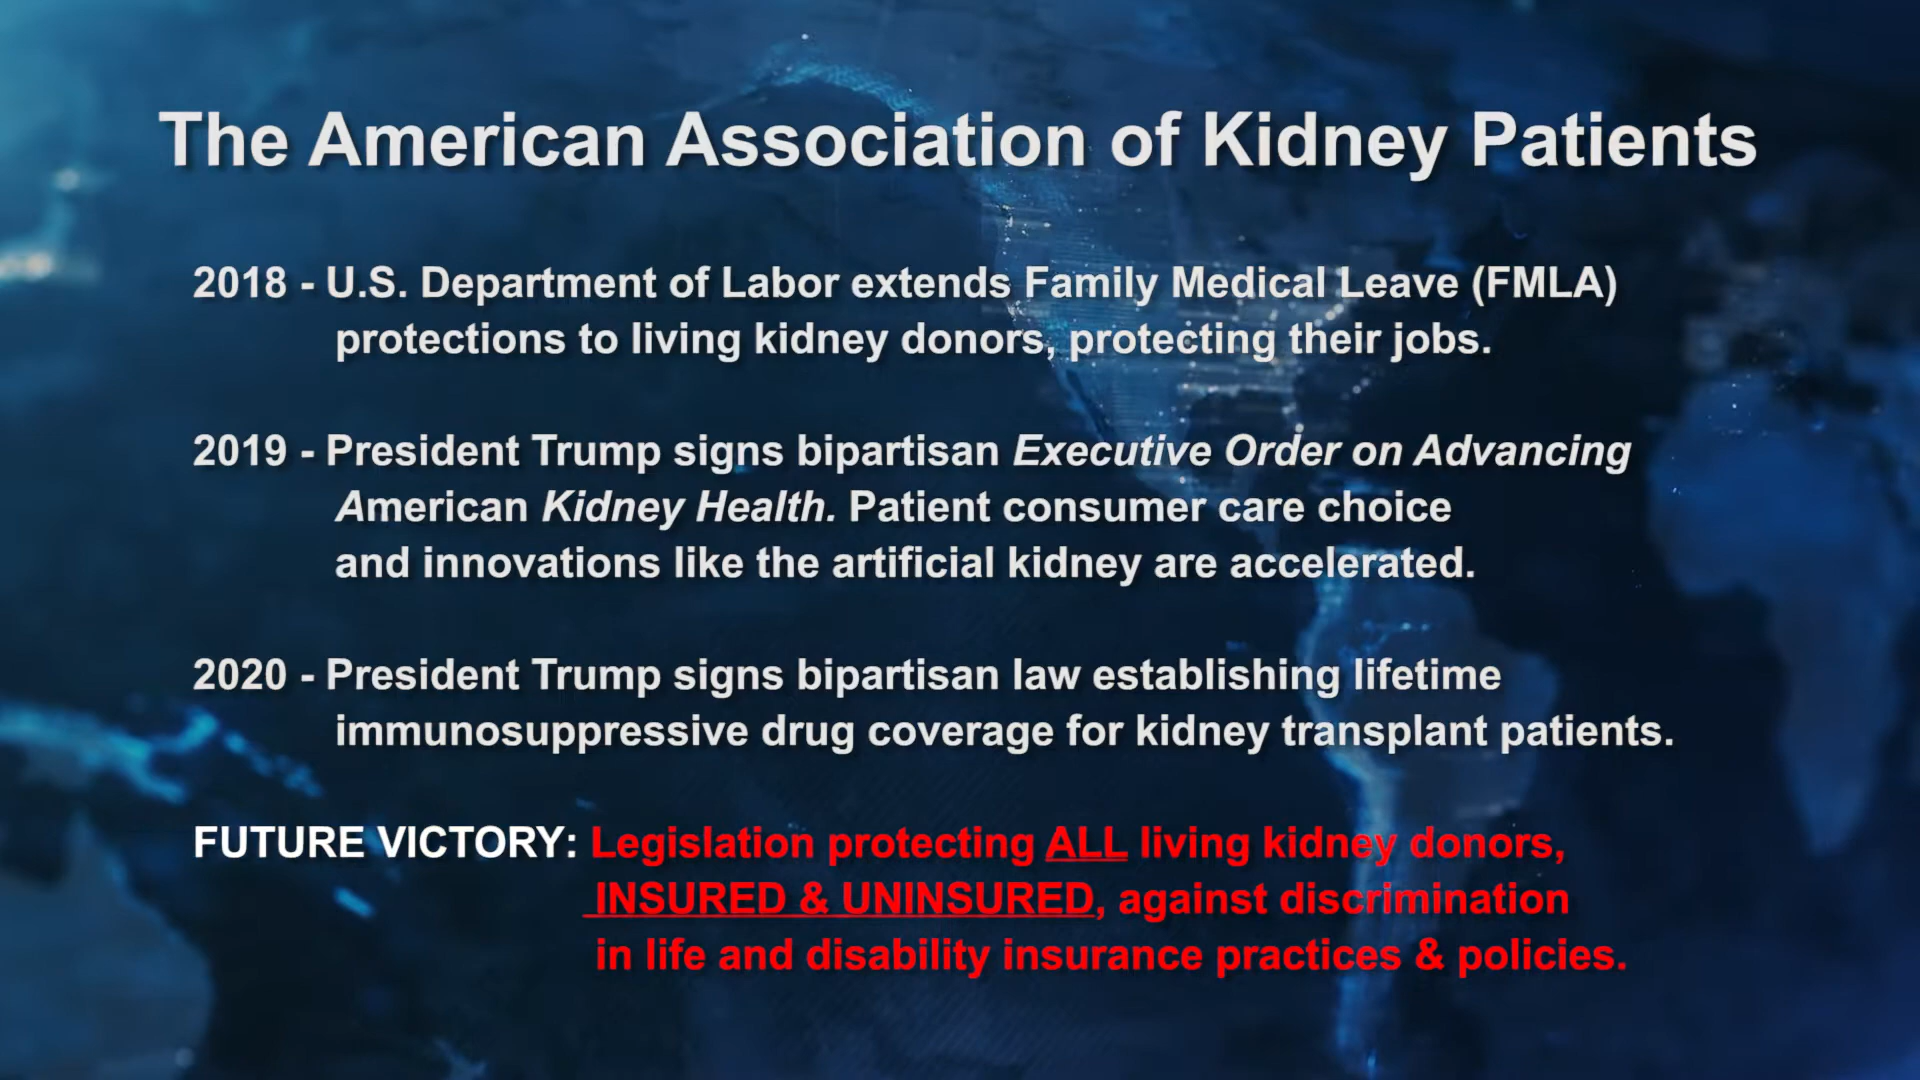 The American Association of Kidney Patients
2018 - U.S. Department of Labor extends Family Medical Leave (FMLA)
protections to living kidney donors, protecting their jobs.
2019 - President Trump signs bipartisan Executive Order on Advancing
American Kidney Health. Patient consumer care choice
and innovations like the artificial kidney are accelerated.
2020 - President Trump signs bipartisan law establishing lifetime
immunosuppressive drug coverage for kidney transplant patients.
FUTURE VICTORY: Legislation protecting ALL living kidney donors,
INSURED & UNINSURED, against discrimination
in life and disability insurance practices & policies.